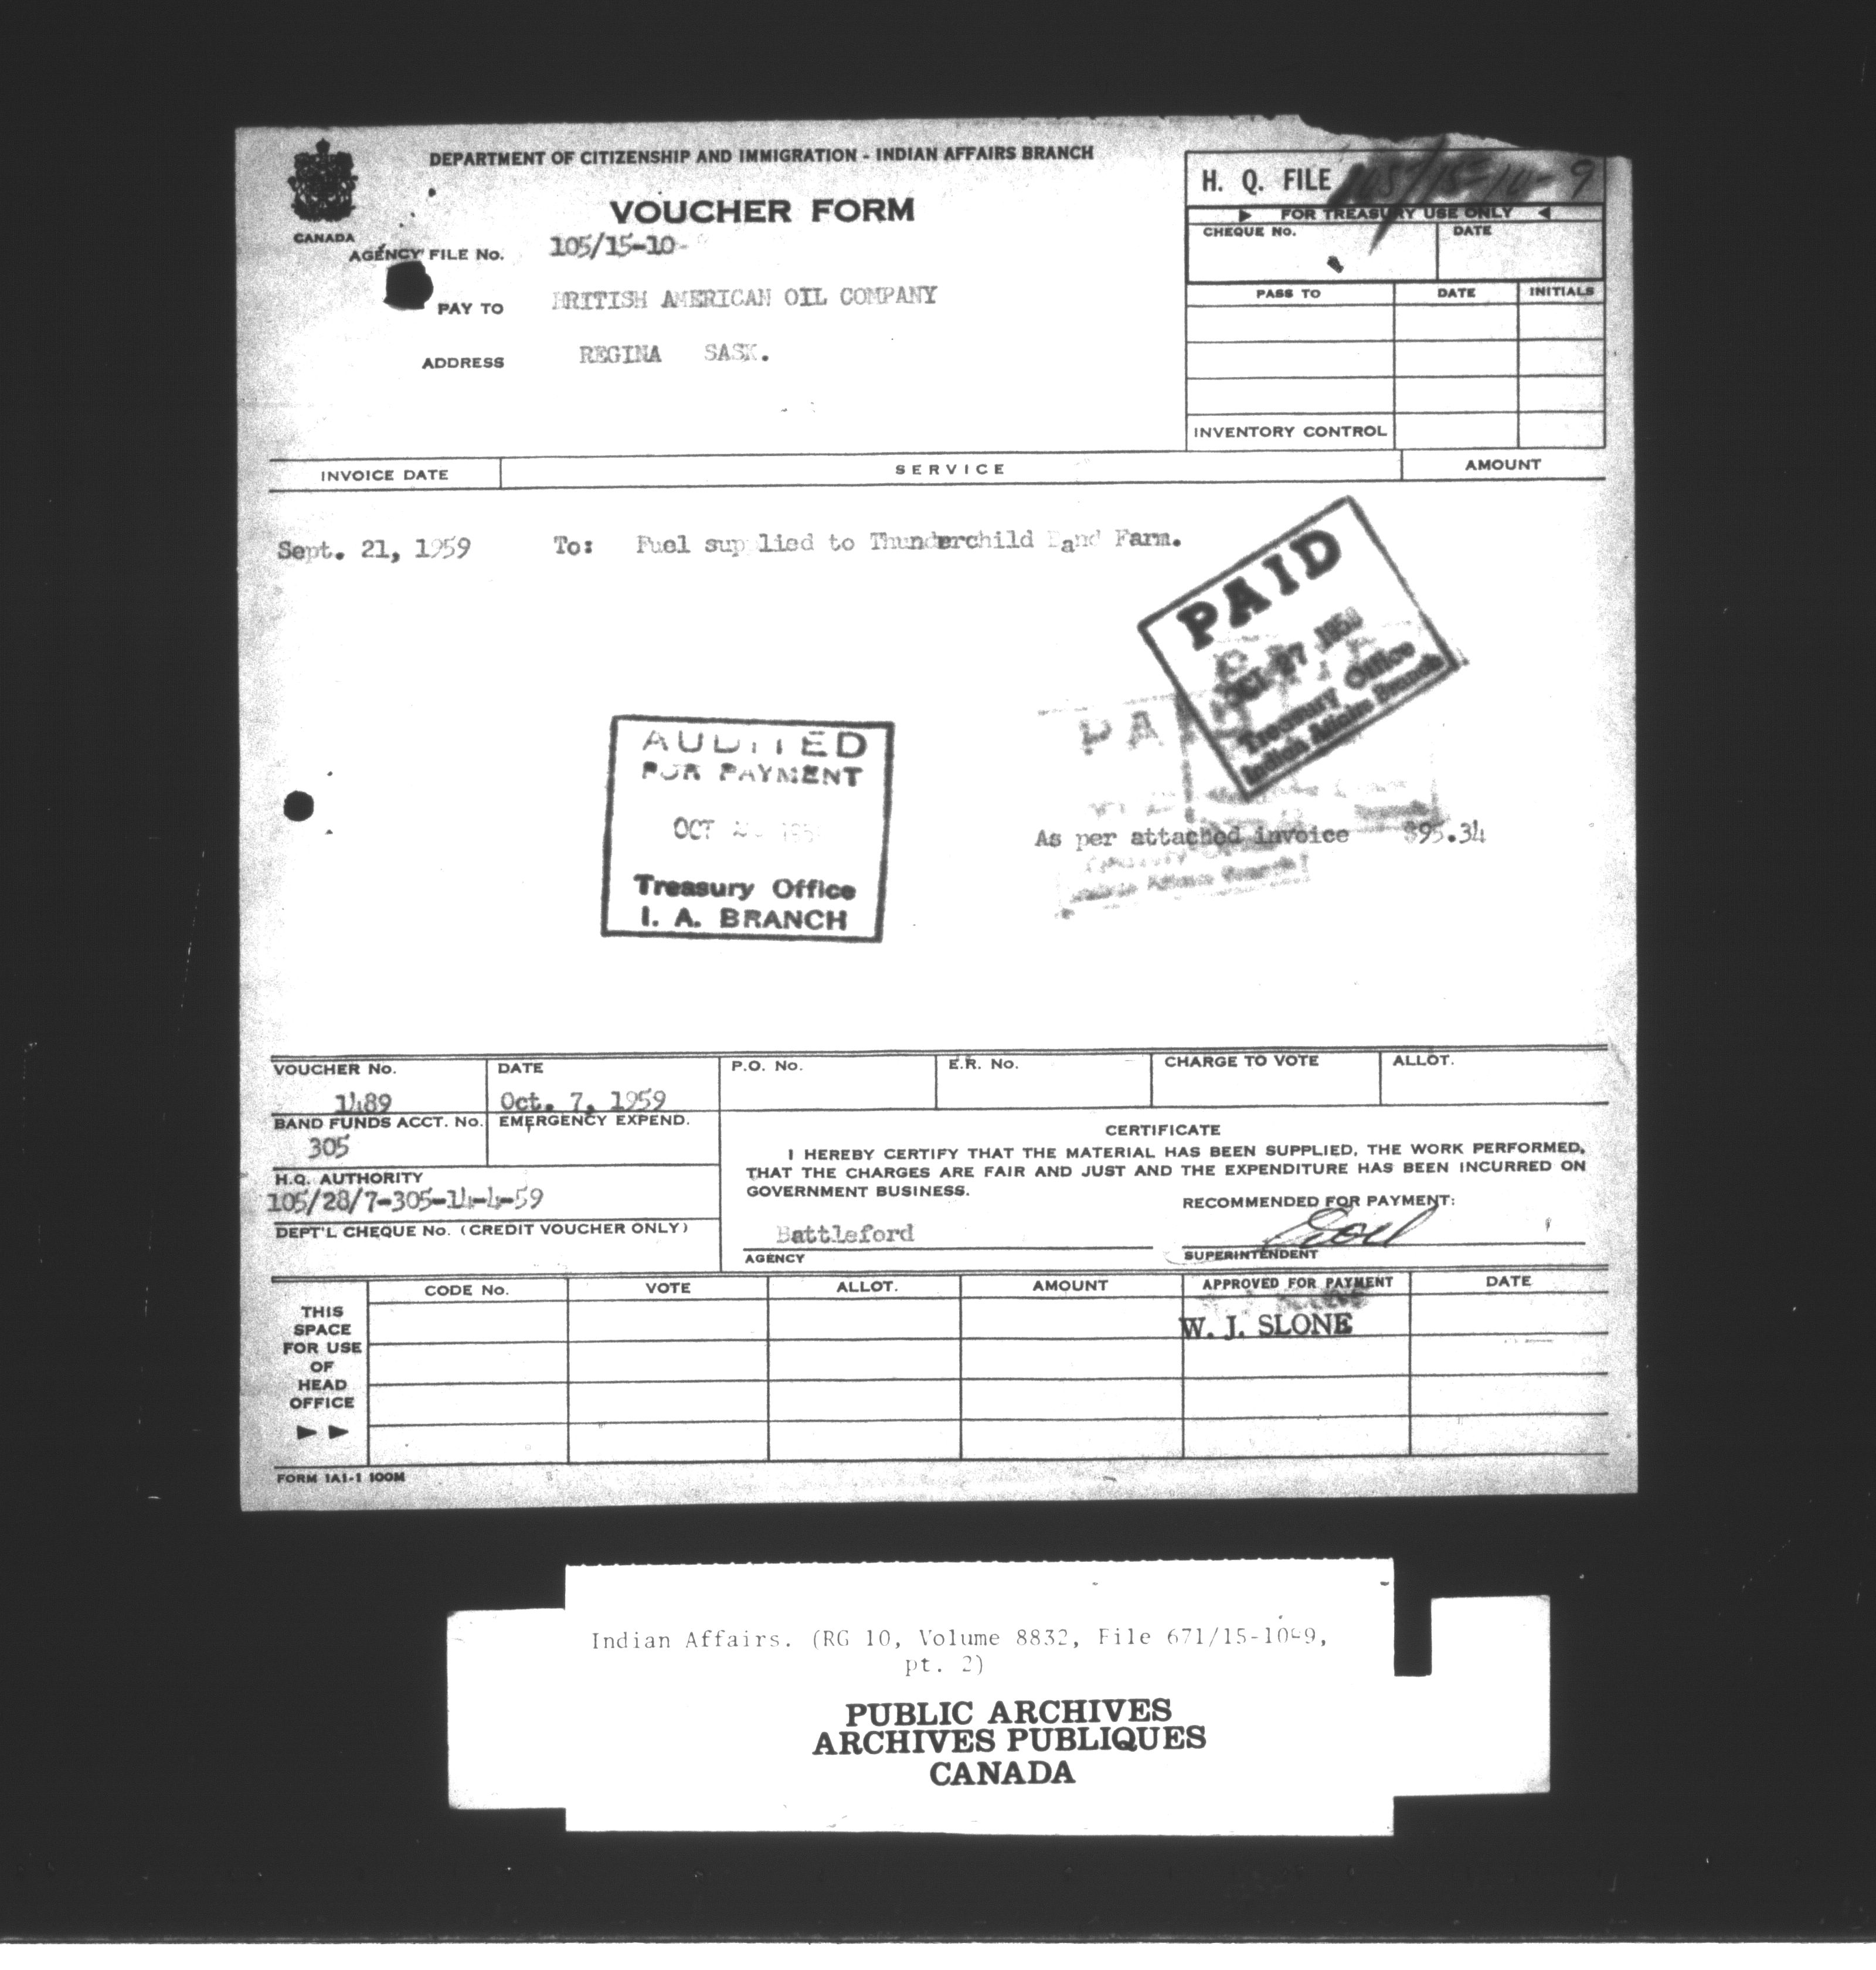 DEPARTMENT OF CITIZENSHIP AND IMMIGRATION - INDIAN AFFAIRS BRANCH
VOUCHER FORM
CANADA
AGENCY FILE No. 105/15-10-
PAY TO BRITISH AMERICAN OIL COMPANY
ADDRESS REGINA SASK.
H. Q. FILE 105/15-10-9
FOR TREASURY USE ONLY
CHEQUE No. DATE
PASS TO DATE INITIALS
INVENTORY CONTROL
INVOICE DATE SERVICE AMOUNT
Sept. 21, 1959 To: Fuel supplied to Thunderchild Band Farm.
PAID
OCT 27 1959
Treasury Office
Indian Affairs Branch
AUDITED
FOR PAYMENT
OCT
Treasury Office
I. A. BRANCH
As per attached invoice $95.34
VOUCHER No. DATE P.O. No. E.R. No. CHARGE TO VOTE ALLOT.
1489 Oct. 7, 1959
BAND FUNDS ACCT. No. EMERGENCY EXPEND.
305
H.Q. AUTHORITY
105/28/7-305-14-4-59
DEPT'L CHEQUE No. (CREDIT VOUCHER ONLY)
CERTIFICATE
I HEREBY CERTIFY THAT THE MATERIAL HAS BEEN SUPPLIED, THE WORK PERFORMED,
THAT THE CHARGES ARE FAIR AND JUST AND THE EXPENDITURE HAS BEEN INCURRED ON
GOVERNMENT BUSINESS.
RECOMMENDED FOR PAYMENT:
Battleford
AGENCY
SUPERINTENDENT
CODE No. VOTE ALLOT. AMOUNT APPROVED FOR PAYMENT DATE
W. J. SLONE
THIS
SPACE
FOR USE
OF
HEAD
OFFICE
FORM 1A1-1 100M
Indian Affairs. (RG 10, Volume 8832, File 671/15-10-9,
pt. 2)
PUBLIC ARCHIVES
ARCHIVES PUBLIQUES
CANADA